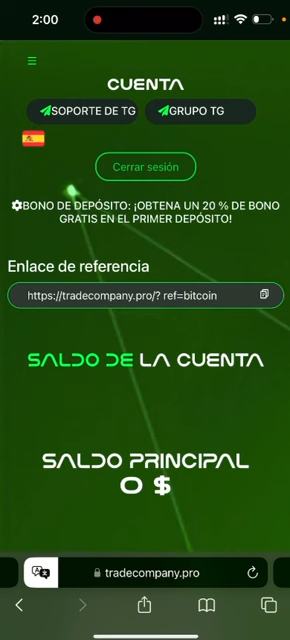 2:00
CUENTA
SOPORTE DE TG
GRUPO TG
Cerrar sesión
BONO DE DEPÓSITO: ¡OBTENGA UN 20 % DE BONO
GRATIS EN EL PRIMER DEPÓSITO!
Enlace de referencia
https://tradecompany.pro/? ref=bitcoin
SALDO DE LA CUENTA
SALDO PRINCIPAL
0 $
tradecompany.pro